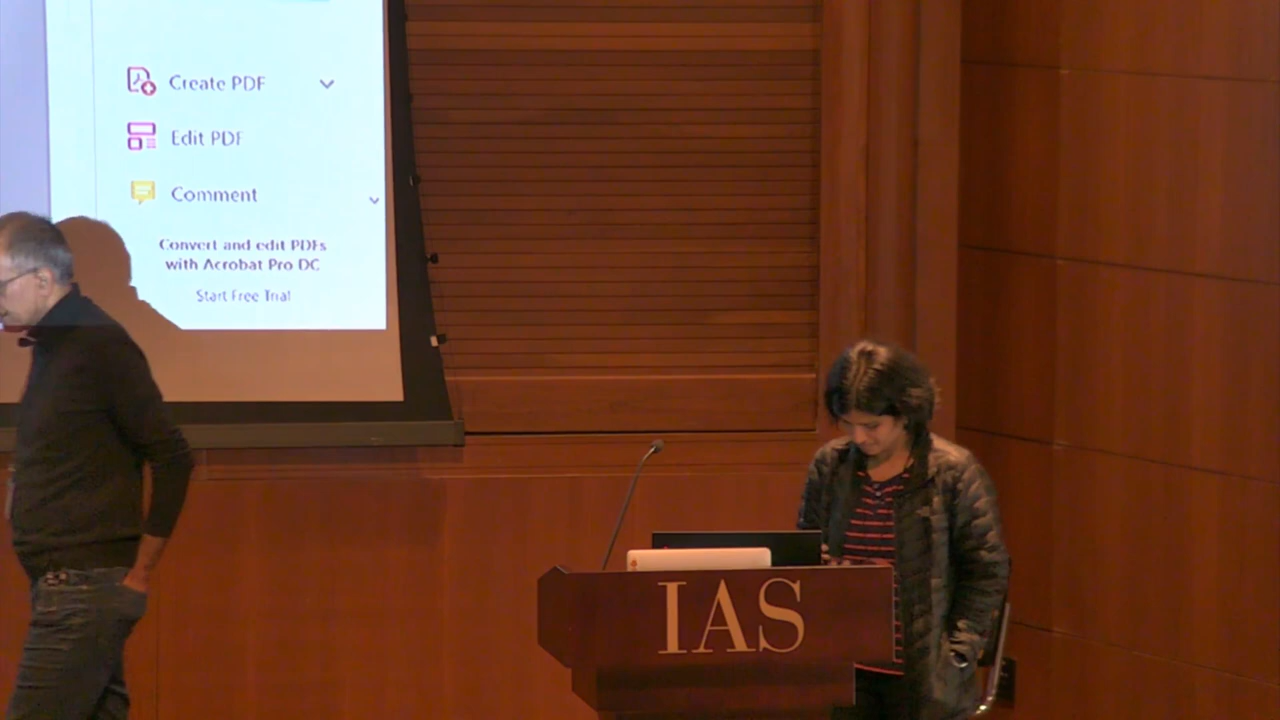 Create PDF
Edit PDF
Comment
Convert and edit PDFs
with Acrobat Pro DC
Start Free Trial
IAS